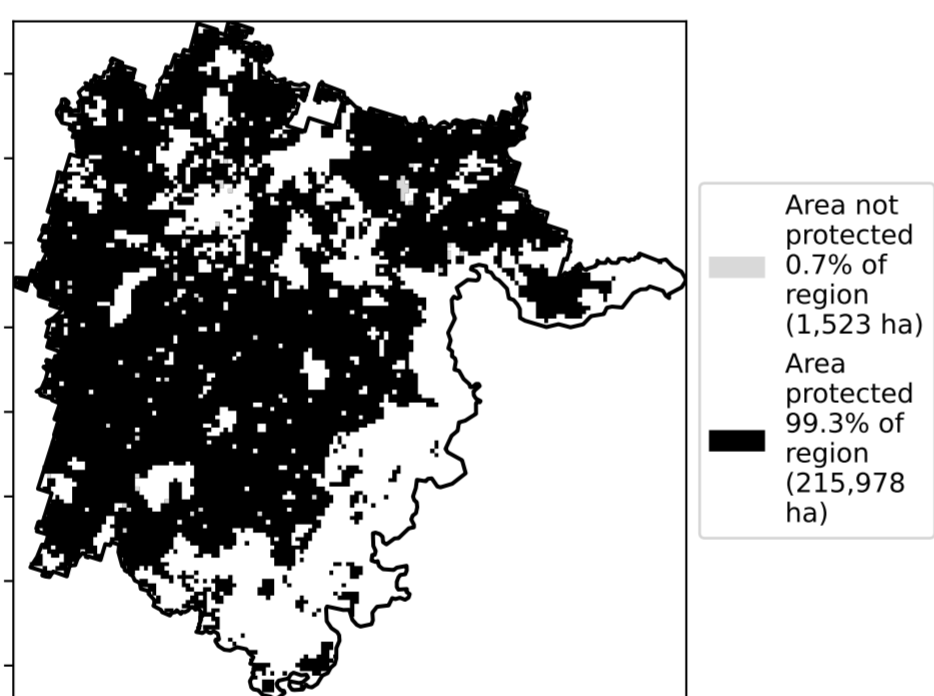 Area not
protected
0.7% of
region
(1,523 ha)
Area
protected
99.3% of
region
(215,978
ha)